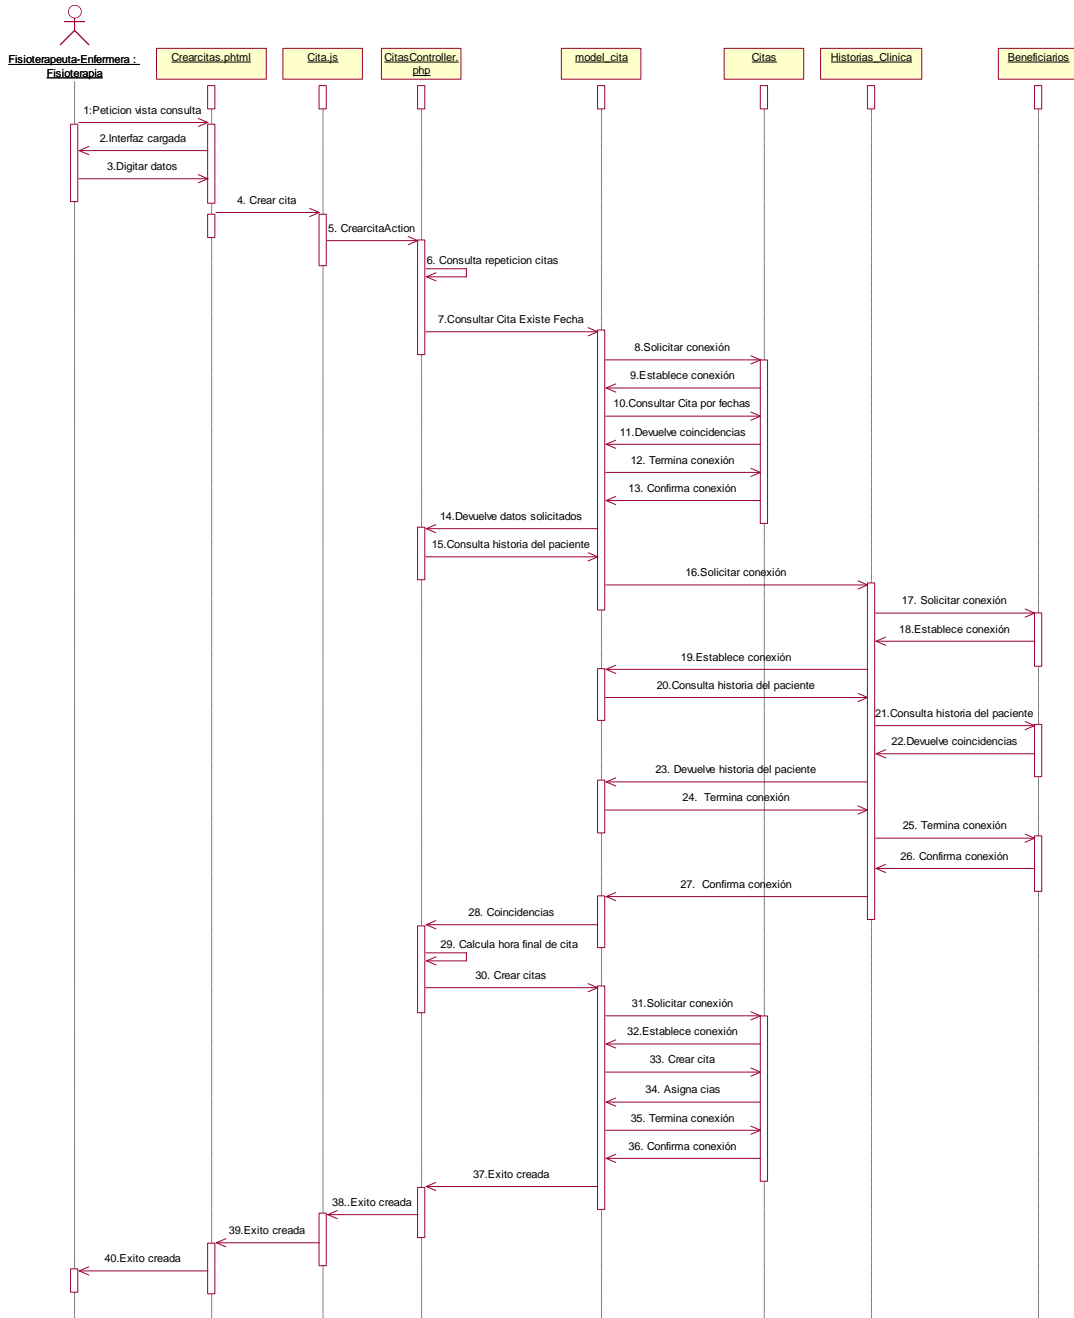 Fisioterapeuta-Enfermera :
Fisioterapia
Crearcitas.phtml
Cita.js
CitasController.
php
model_cita
Citas
Historias_Clinica
Beneficiarios
1:Peticion vista consulta
2.Interfaz cargada
3.Digitar datos
4. Crear cita
5. CrearcitaAction
6. Consulta repeticion citas
7.Consultar Cita Existe Fecha
8.Solicitar conexión
9.Establece conexión
10.Consultar Cita por fechas
11.Devuelve coincidencias
12. Termina conexión
13. Confirma conexión
14.Devuelve datos solicitados
15.Consulta historia del paciente
16.Solicitar conexión
17. Solicitar conexión
18.Establece conexión
19.Establece conexión
20.Consulta historia del paciente
21.Consulta historia del paciente
22.Devuelve coincidencias
23. Devuelve historia del paciente
24. Termina conexión
25. Termina conexión
26. Confirma conexión
27. Confirma conexión
28. Coincidencias
29. Calcula hora final de cita
30. Crear citas
31.Solicitar conexión
32.Establece conexión
33. Crear cita
34. Asigna cias
35. Termina conexión
36. Confirma conexión
37.Exito creada
38..Exito creada
39.Exito creada
40.Exito creada